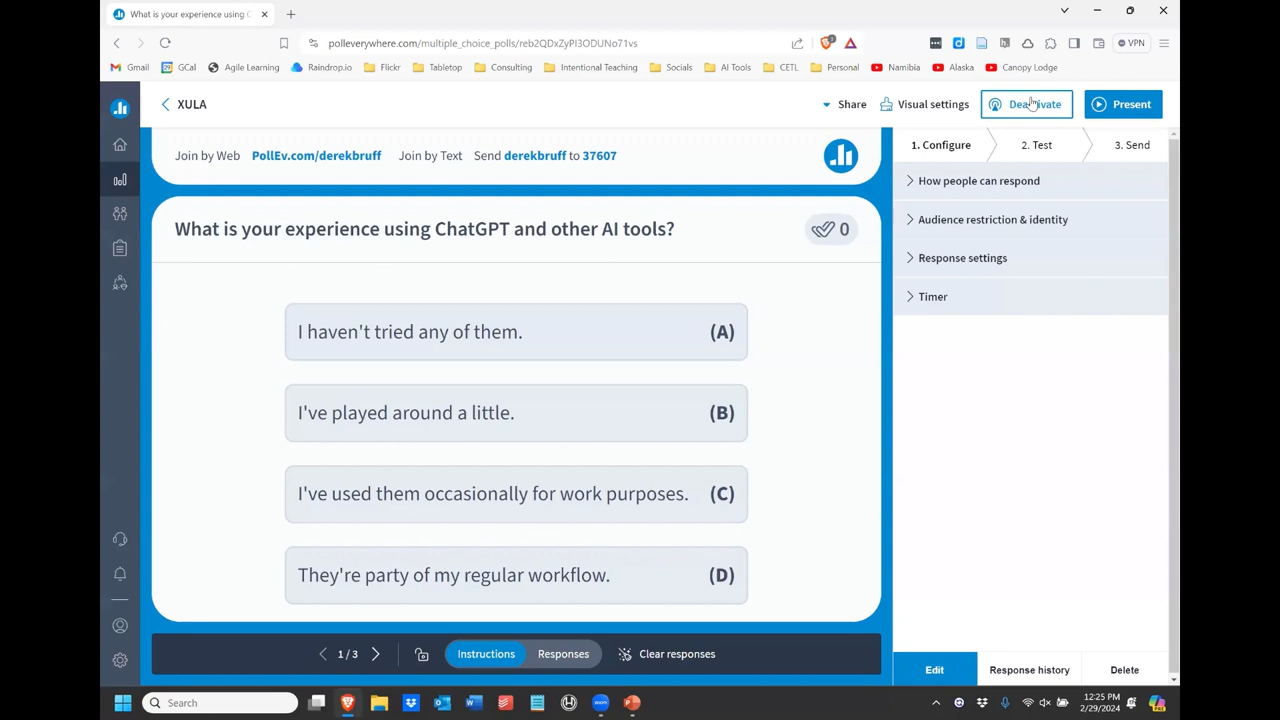 What is your experience using C
polleverywhere.com/multiple_choice_polls/reb2QDxZyPI3ODUNo71vs
VPN
Gmail GCal Agile Learning Raindrop.io Flickr Tabletop Consulting Intentional Teaching Socials AI Tools CETL Personal Namibia Alaska Canopy Lodge
XULA Share Visual settings Deactivate Present
Join by Web PollEv.com/derekbruff Join by Text Send derekbruff to 37607
1. Configure 2. Test 3. Send
How people can respond
Audience restriction & identity
Response settings
Timer
What is your experience using ChatGPT and other AI tools? 0
I haven't tried any of them. (A)
I've played around a little. (B)
I've used them occasionally for work purposes. (C)
They're party of my regular workflow. (D)
1 / 3 Instructions Responses Clear responses
Edit Response history Delete
Search
12:25 PM
2/29/2024